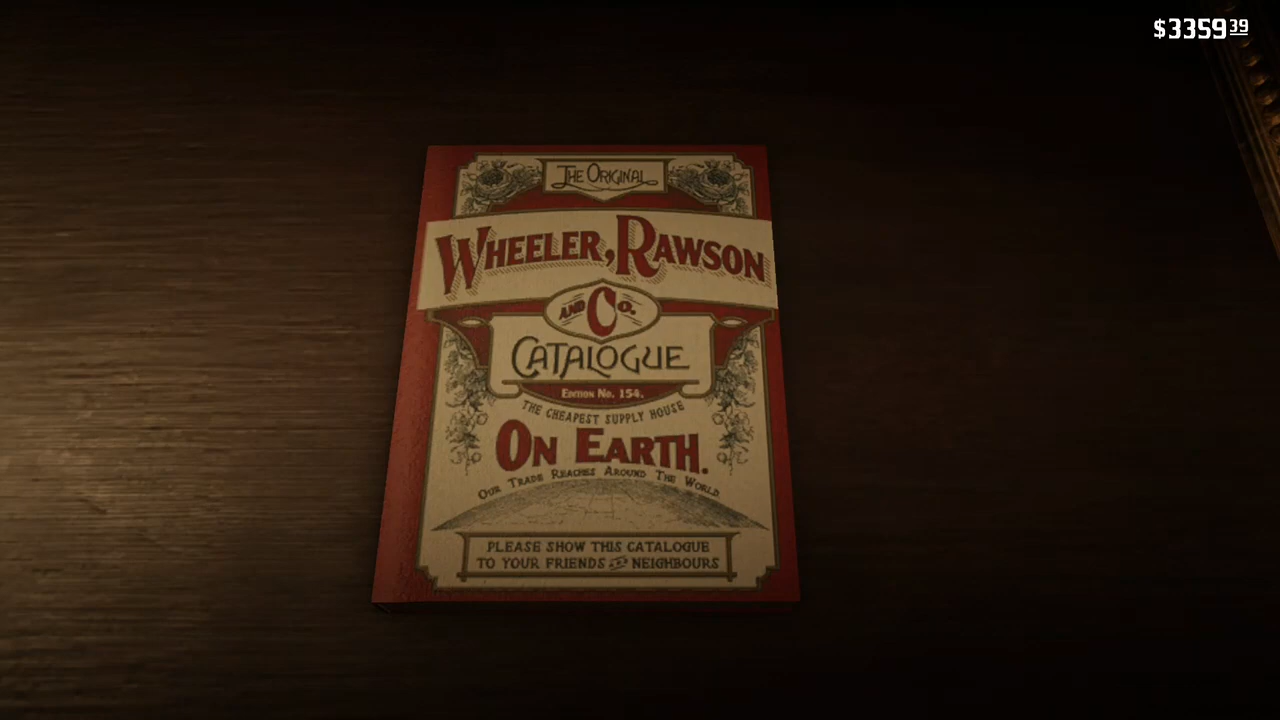 $3359 39
THE ORIGINAL
WHEELER, RAWSON
AND CO.
CATALOGUE
EDITION No. 154.
THE CHEAPEST SUPPLY HOUSE
ON EARTH.
OUR TRADE REACHES AROUND THE WORLD
PLEASE SHOW THIS CATALOGUE
TO YOUR FRIENDS AND NEIGHBOURS